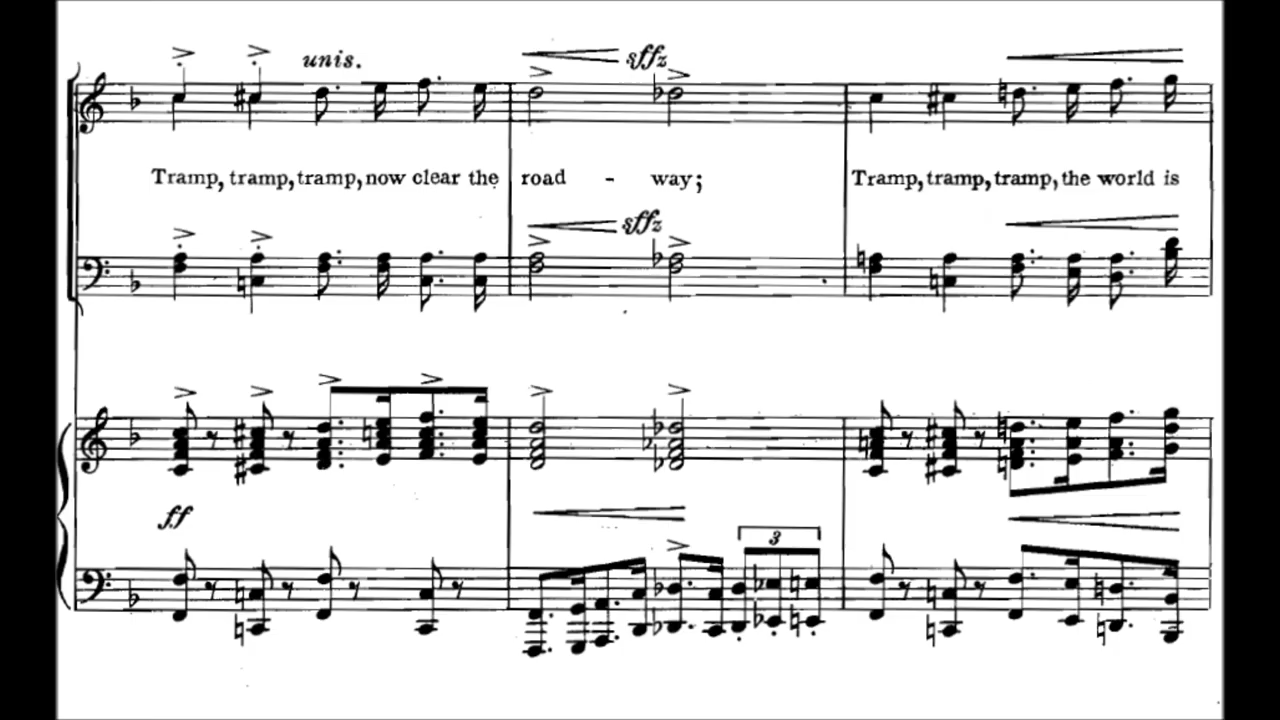 unis.
sffz
Tramp, tramp, tramp, now clear the road - way; Tramp, tramp, tramp, the world is
sffz
ff
3